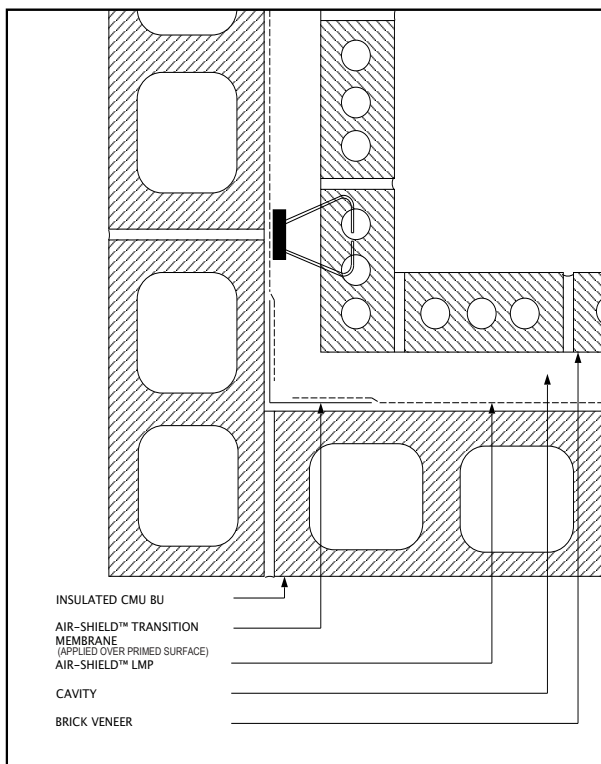 INSULATED CMU BU
AIR-SHIELD™ TRANSITION
MEMBRANE
(APPLIED OVER PRIMED SURFACE)
AIR-SHIELD™ LMP
CAVITY
BRICK VENEER